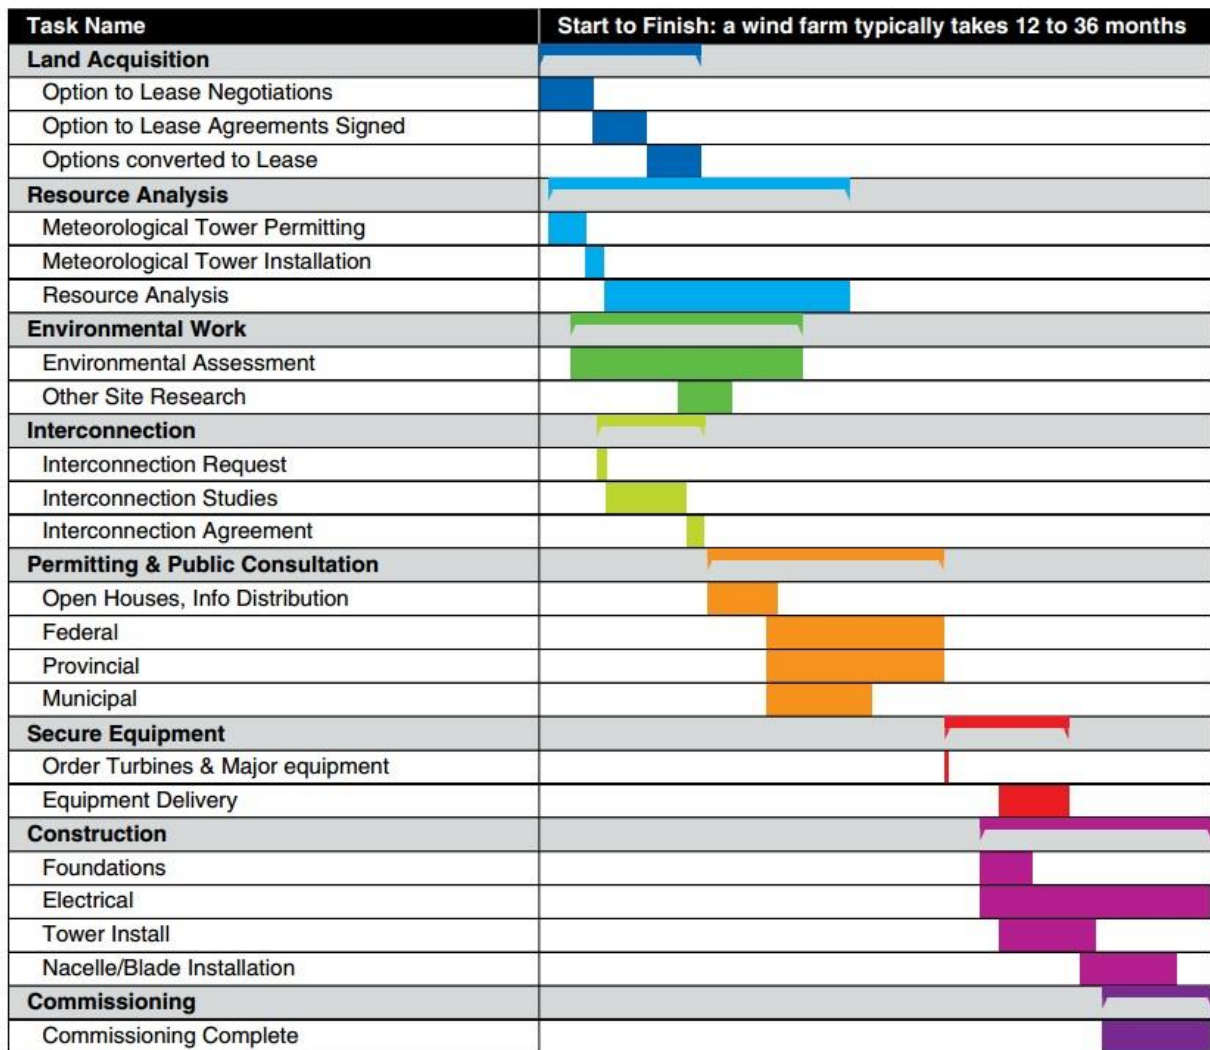 Task Name Start to Finish: a wind farm typically takes 12 to 36 months
Land Acquisition
Option to Lease Negotiations
Option to Lease Agreements Signed
Options converted to Lease
Resource Analysis
Meteorological Tower Permitting
Meteorological Tower Installation
Resource Analysis
Environmental Work
Environmental Assessment
Other Site Research
Interconnection
Interconnection Request
Interconnection Studies
Interconnection Agreement
Permitting & Public Consultation
Open Houses, Info Distribution
Federal
Provincial
Municipal
Secure Equipment
Order Turbines & Major equipment
Equipment Delivery
Construction
Foundations
Electrical
Tower Install
Nacelle/Blade Installation
Commissioning
Commissioning Complete